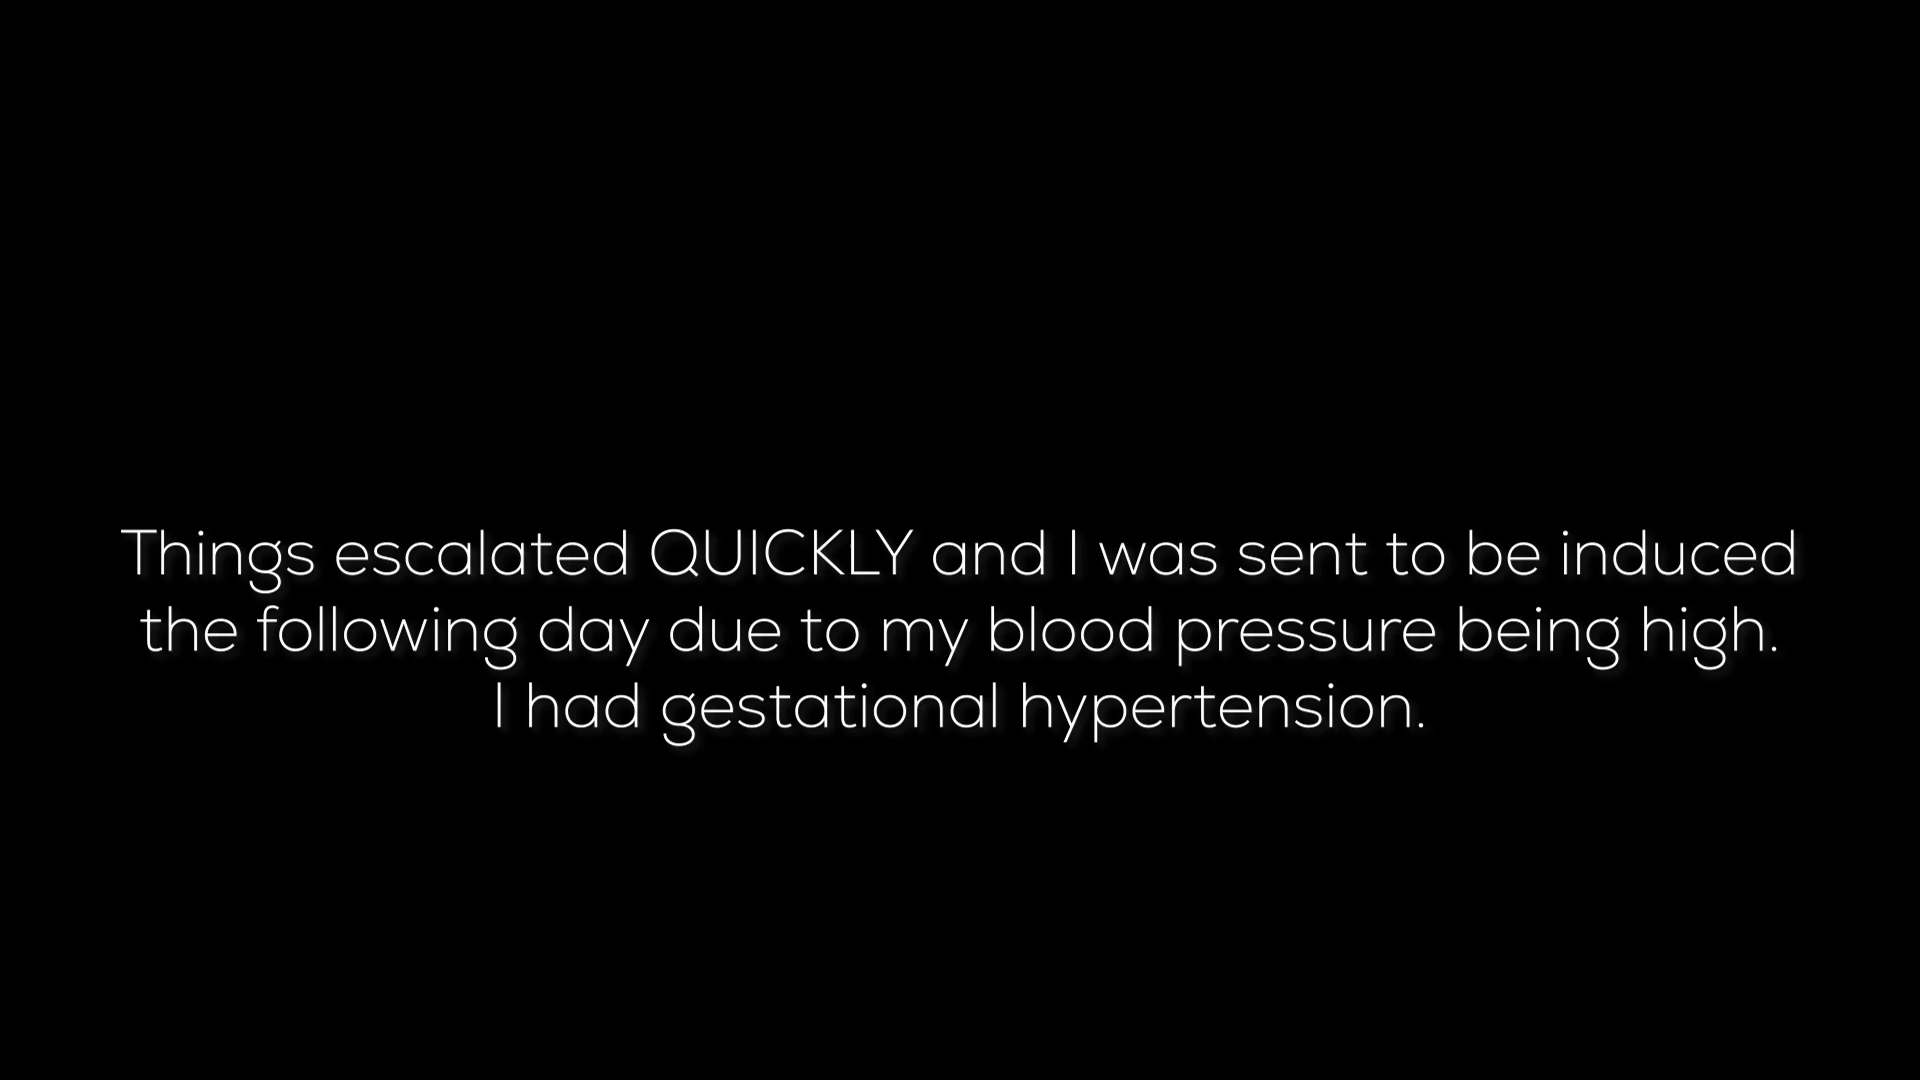 Things escalated QUICKLY and I was sent to be induced
the following day due to my blood pressure being high.
I had gestational hypertension.